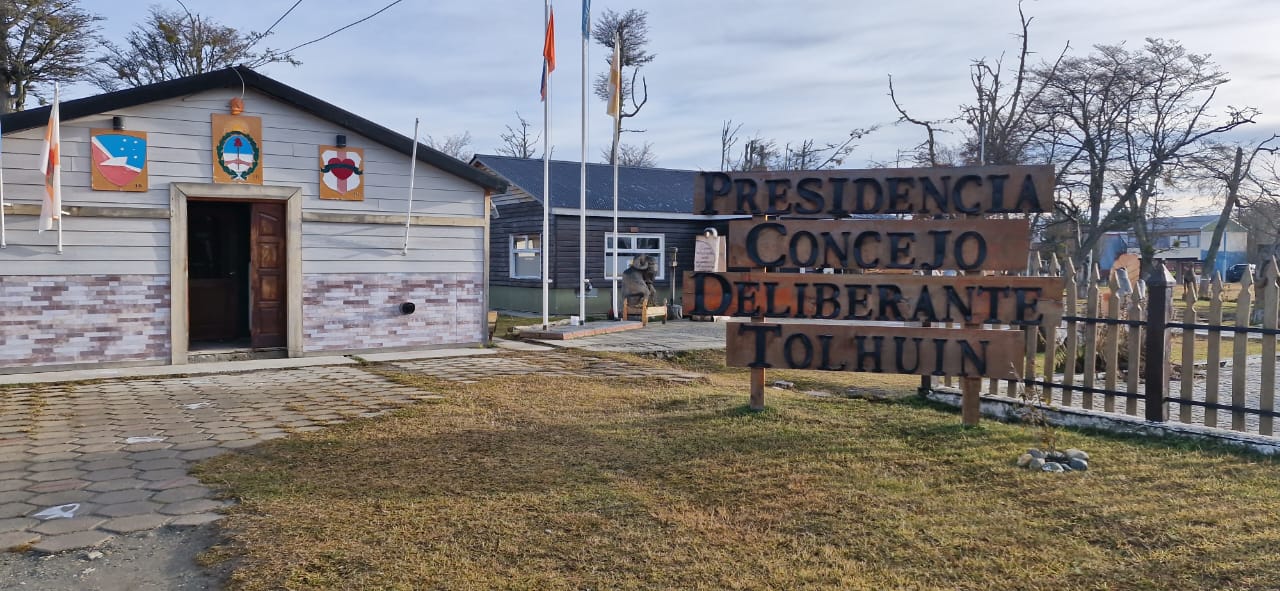 PRESIDENCIA
CONCEJO
DELIBERANTE
TOLHUIN